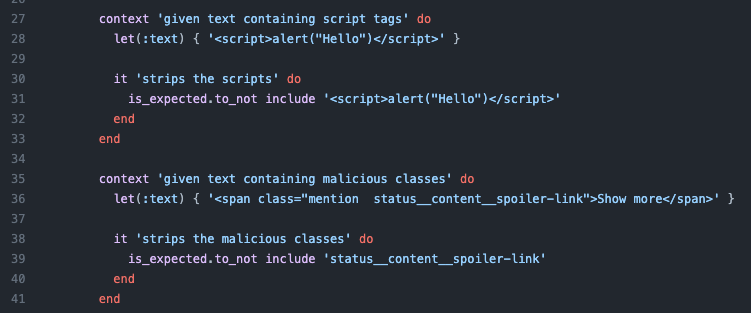 27 context 'given text containing script tags' do
28 let(:text) { '<script>alert("Hello")</script>' }
29
30 it 'strips the scripts' do
31 is_expected.to_not include '<script>alert("Hello")</script>'
32 end
33 end
34
35 context 'given text containing malicious classes' do
36 let(:text) { '<span class="mention  status__content__spoiler-link">Show more</span>' }
37
38 it 'strips the malicious classes' do
39 is_expected.to_not include 'status__content__spoiler-link'
40 end
41 end